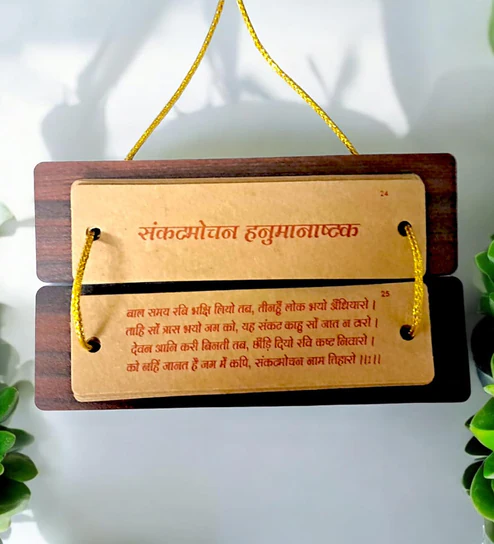 24
संकटमोचन हनुमानाष्टक
25
बाल समय रवि भक्षि लियो तब, तीनहुँ लोक भयो अँधियारो ।
ताहि सों त्रास भयो जग को, यह संकट काहु सों जात न टारो ।
देवन आनि करी बिनती तब, छाँड़ि दियो रवि कष्ट निवारो ।
को नहिं जानत है जग में कपि, संकटमोचन नाम तिहारो ।।1।।